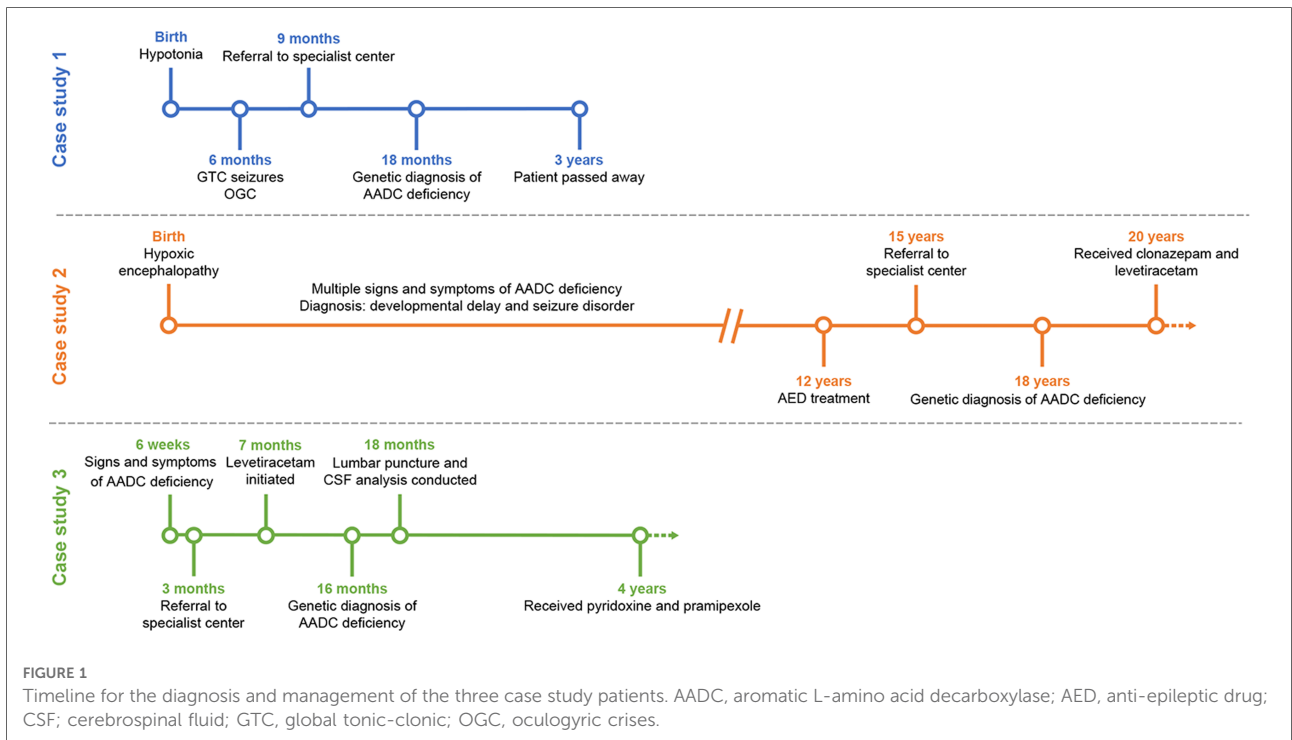 Case study 1
Birth
Hypotonia
9 months
Referral to specialist center
6 months
GTC seizures
OGC
18 months
Genetic diagnosis of
AADC deficiency
3 years
Patient passed away
Case study 2
Birth
Hypoxic
encephalopathy
Multiple signs and symptoms of AADC deficiency
Diagnosis: developmental delay and seizure disorder
15 years
Referral to
specialist center
20 years
Received clonazepam and
levetiracetam
12 years
AED treatment
18 years
Genetic diagnosis of AADC deficiency
Case study 3
6 weeks
Signs and symptoms
of AADC deficiency
7 months
Levetiracetam
initiated
18 months
Lumbar puncture and
CSF analysis conducted
3 months
Referral to
specialist center
16 months
Genetic diagnosis of
AADC deficiency
4 years
Received pyridoxine and pramipexole
FIGURE 1
Timeline for the diagnosis and management of the three case study patients. AADC, aromatic L-amino acid decarboxylase; AED, anti-epileptic drug;
CSF; cerebrospinal fluid; GTC, global tonic-clonic; OGC, oculogyric crises.